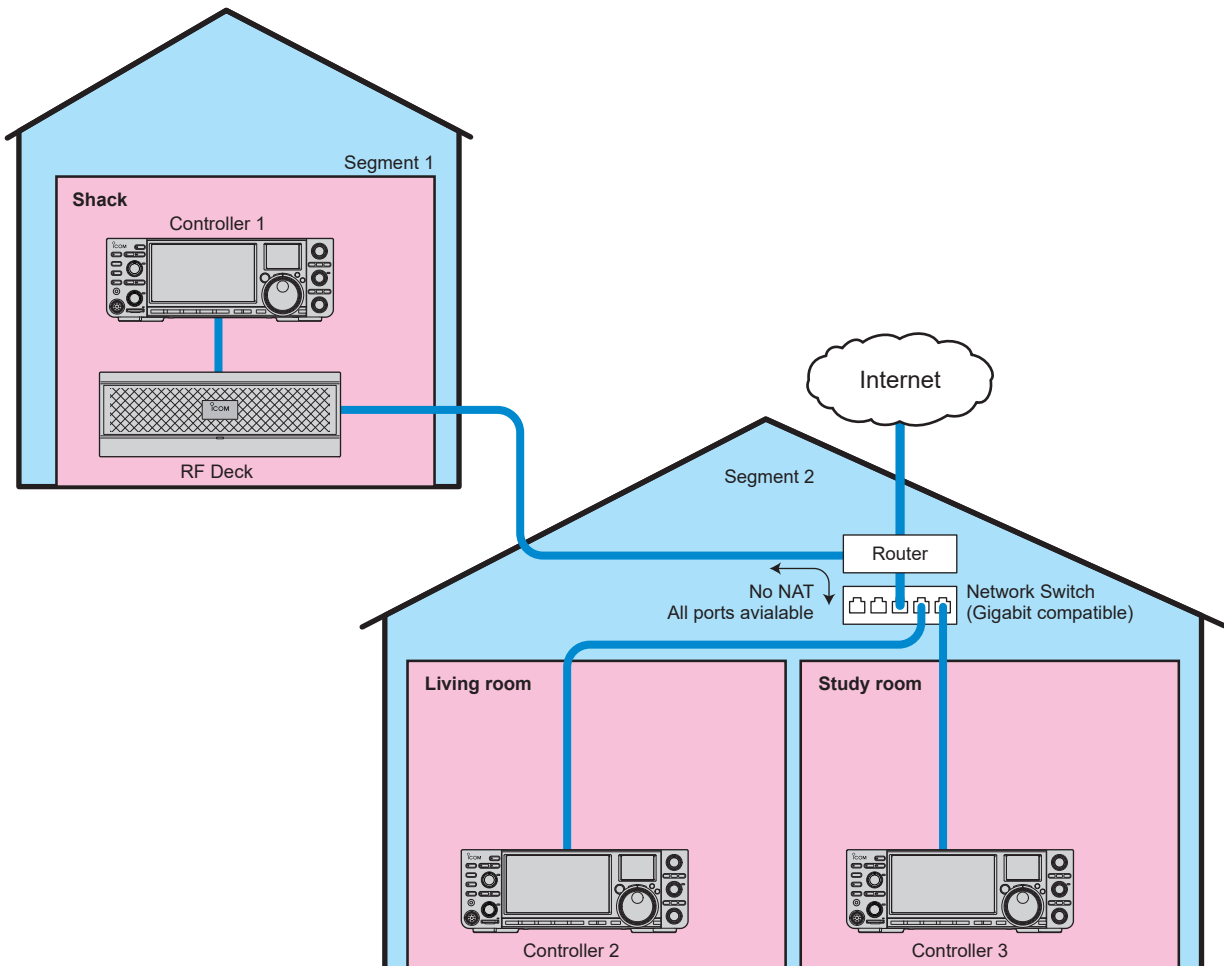 Segment 1
Shack
Controller 1
ICOM
ICOM
RF Deck
Internet
Segment 2
Router
No NAT
All ports avialable
Network Switch
(Gigabit compatible)
Living room
Study room
ICOM
ICOM
Controller 2
Controller 3